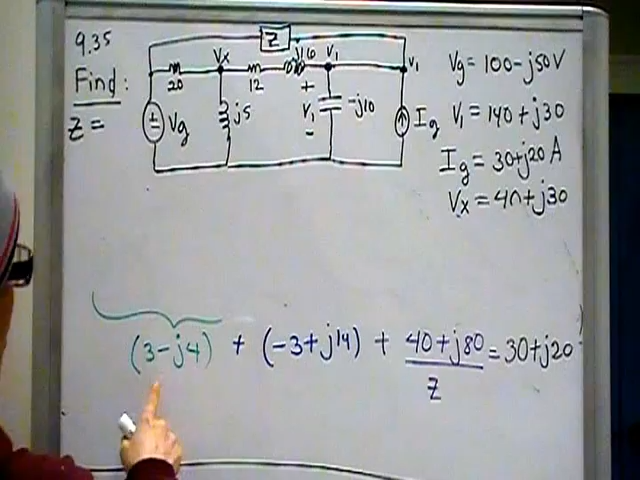 9.35
Find:
Z =
Z
Vx
j16
V1
V1
20
12
+
V1
-
-j10
j5
Vg
Ig
Vg = 100-j50V
V1 = 140+j30
Ig = 30+j20 A
Vx = 40+j30
(3-j4) + (-3+j14) + 40+j80 = 30+j20
Z